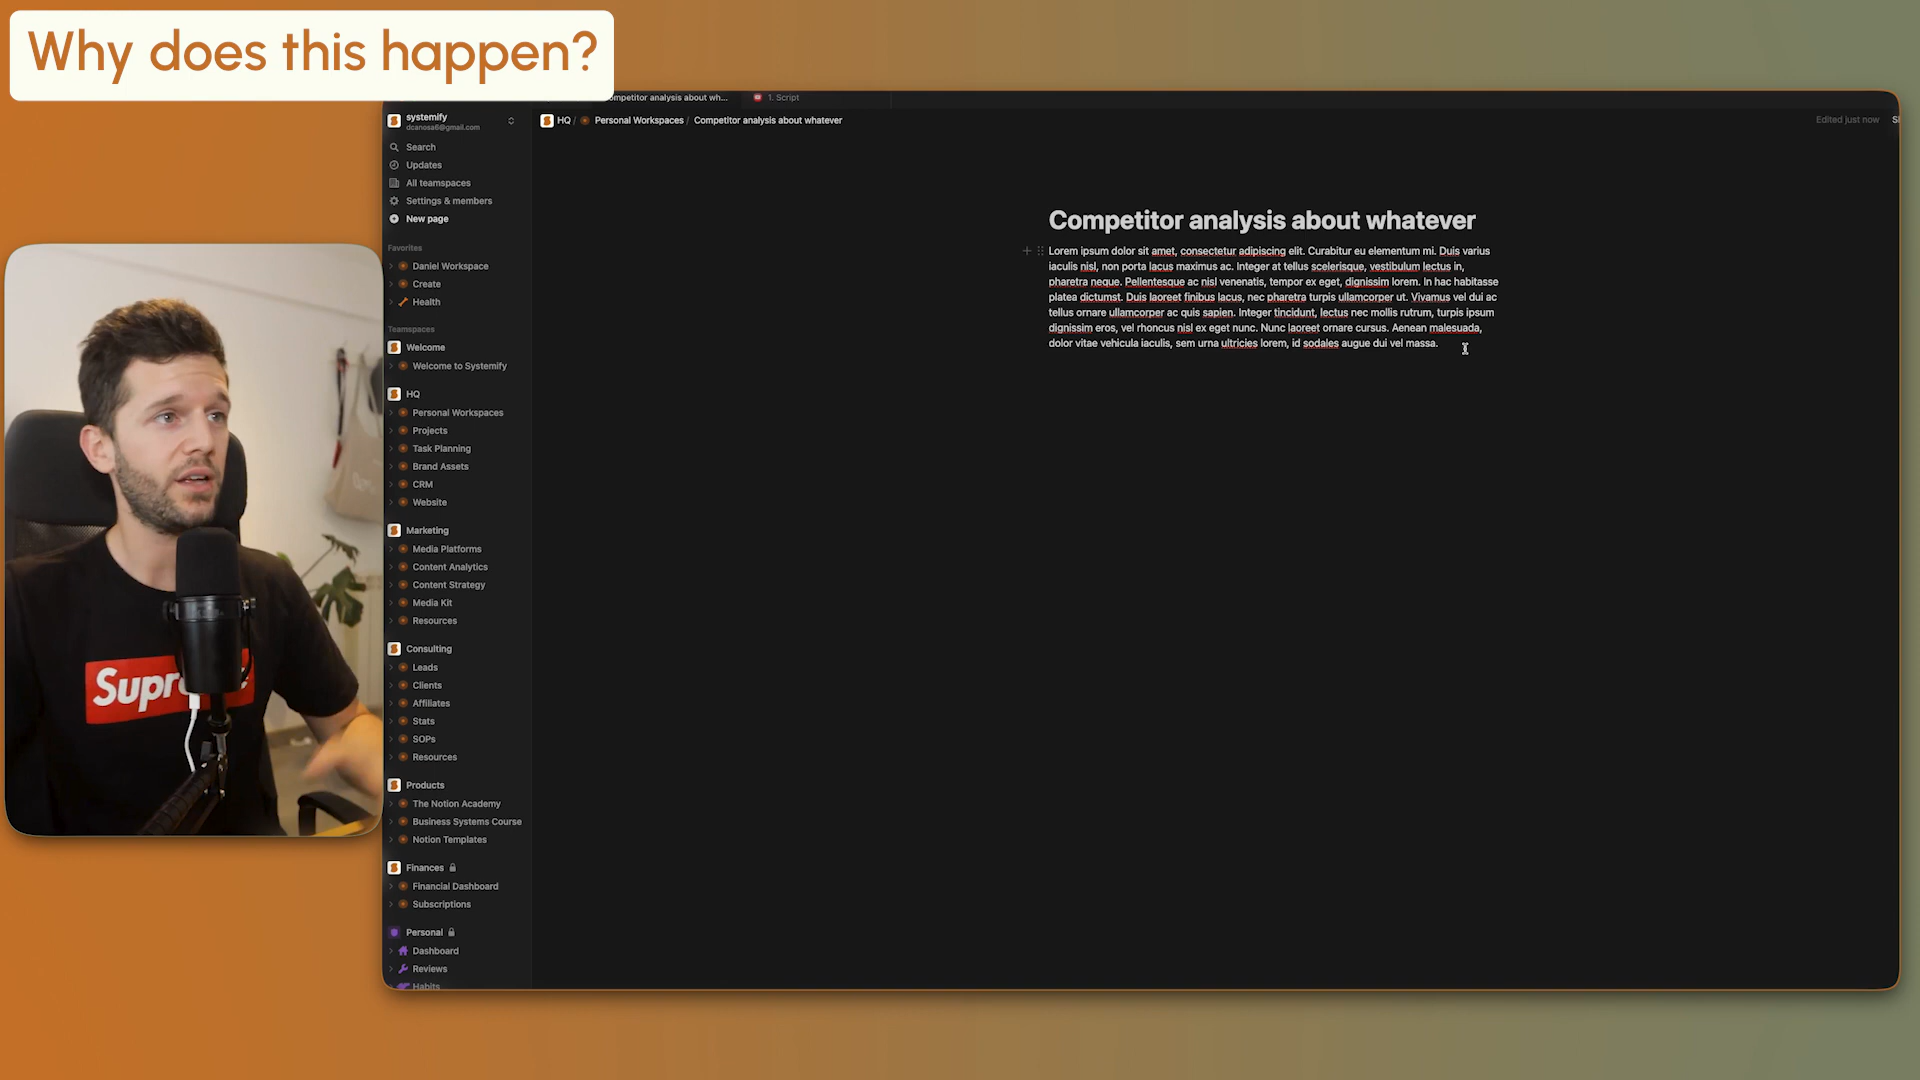 Why does this happen?
ompetitor analysis about wh...
1. Script
systemify
dcanosa6@gmail.com
HQ / Personal Workspaces / Competitor analysis about whatever
Edited just now
Search
Updates
All teamspaces
Settings & members
New page
Favorites
Daniel Workspace
Create
Health
Teamspaces
Welcome
Welcome to Systemify
HQ
Personal Workspaces
Projects
Task Planning
Brand Assets
CRM
Website
Marketing
Media Platforms
Content Analytics
Content Strategy
Media Kit
Resources
Consulting
Leads
Clients
Affiliates
Stats
SOPs
Resources
Products
The Notion Academy
Business Systems Course
Notion Templates
Finances
Financial Dashboard
Subscriptions
Personal
Dashboard
Reviews
Habits
Competitor analysis about whatever
Lorem ipsum dolor sit amet, consectetur adipiscing elit. Curabitur eu elementum mi. Duis varius
iaculis nisl, non porta lacus maximus ac. Integer at tellus scelerisque, vestibulum lectus in,
pharetra neque. Pellentesque ac nisl venenatis, tempor ex eget, dignissim lorem. In hac habitasse
platea dictumst. Duis laoreet finibus lacus, nec pharetra turpis ullamcorper ut. Vivamus vel dui ac
tellus ornare ullamcorper ac quis sapien. Integer tincidunt, lectus nec mollis rutrum, turpis ipsum
dignissim eros, vel rhoncus nisl ex eget nunc. Nunc laoreet ornare cursus. Aenean malesuada,
dolor vitae vehicula iaculis, sem urna ultricies lorem, id sodales augue dui vel massa.